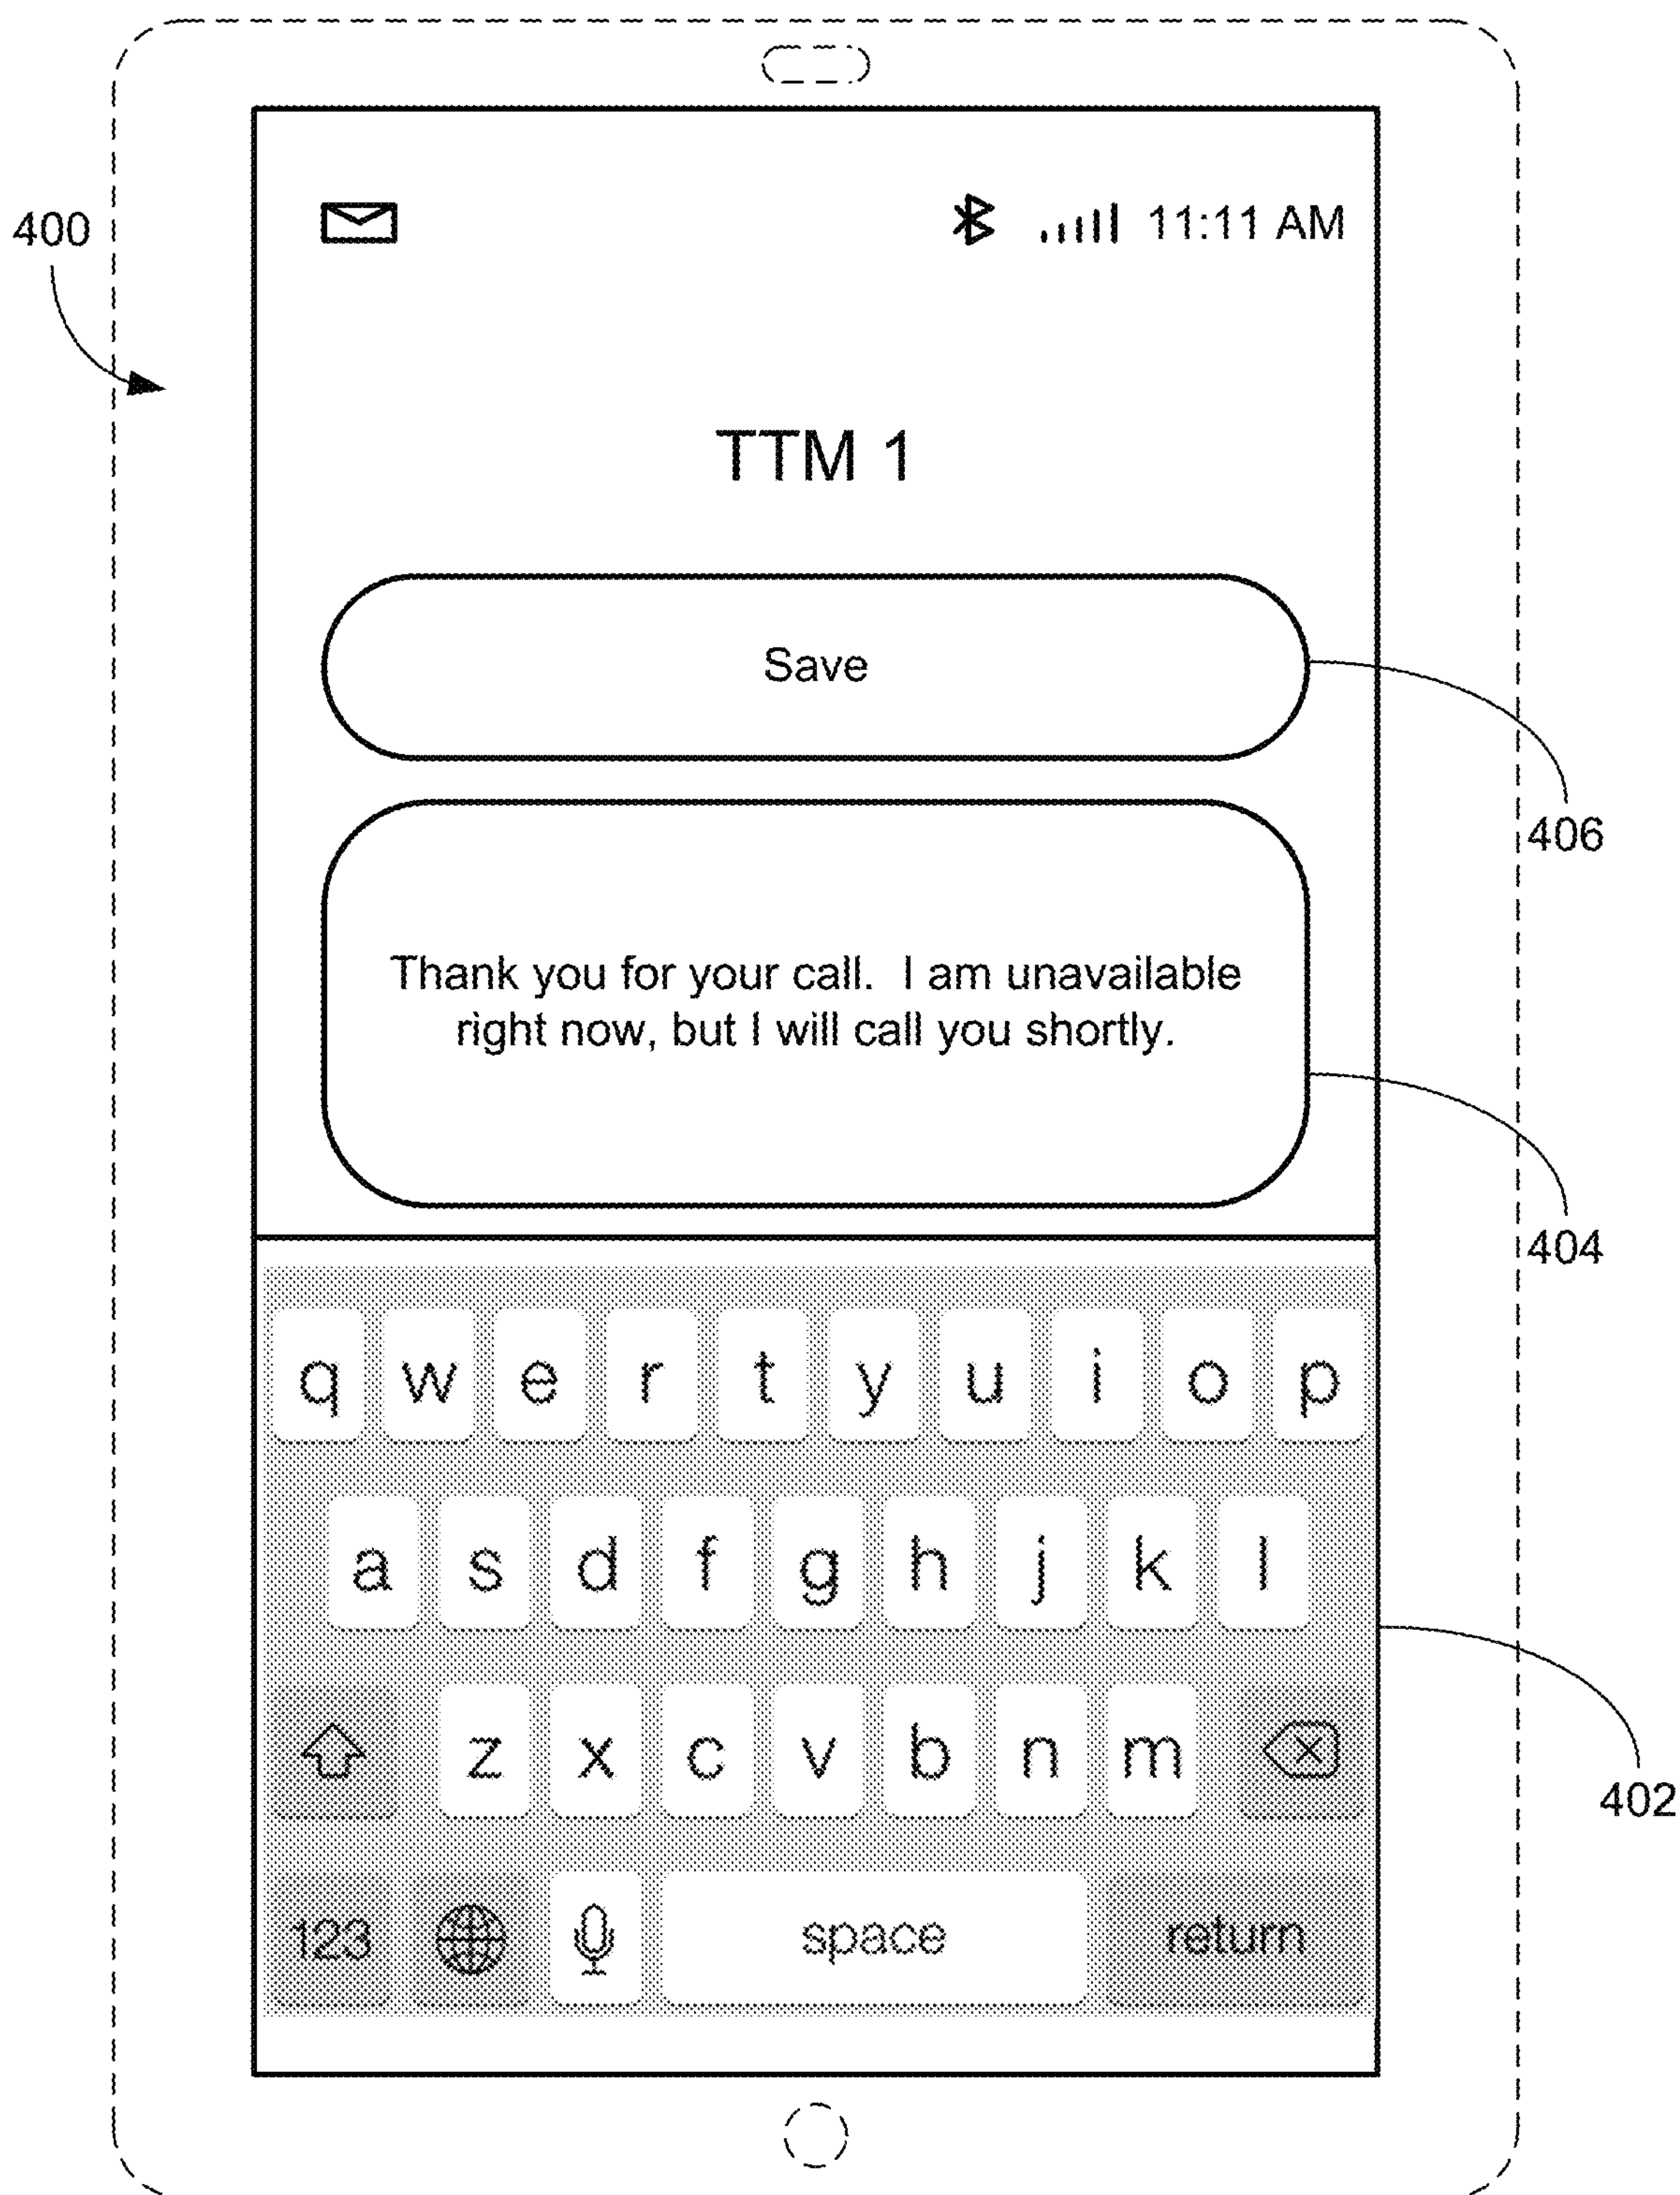 400
11:11 AM
TTM 1
Save
406
Thank you for your call.  I am unavailable
right now, but I will call you shortly.
404
q w e r t y u i o p
a s d f g h j k l
z x c v b n m
402
123 space return